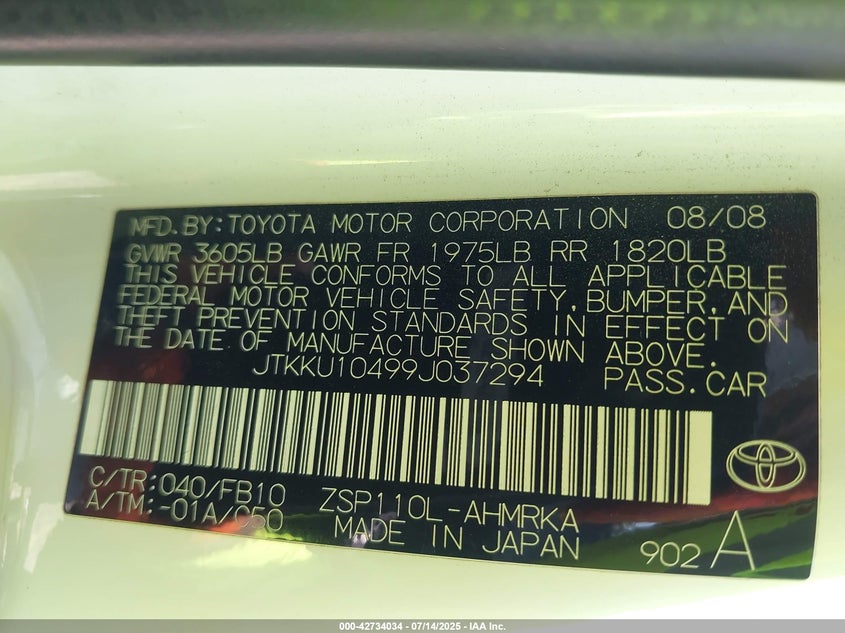 MFD.BY:TOYOTA MOTOR CORPORATION 08/08
GVWR 3605LB GAWR FR 1975LB RR 1820LB
THIS VEHICLE CONFORMS TO ALL APPLICABLE
FEDERAL MOTOR VEHICLE SAFETY,BUMPER,AND
THEFT PREVENTION STANDARDS IN EFFECT ON
THE DATE OF MANUFACTURE SHOWN ABOVE.
JTKKU10499J037294 PASS.CAR
C/TR:040/FB10 ZSP110L-AHMRKA
A/TM:-01A/C50 MADE IN JAPAN 902 A
000-42734034 - 07/14/2025 - IAA Inc.